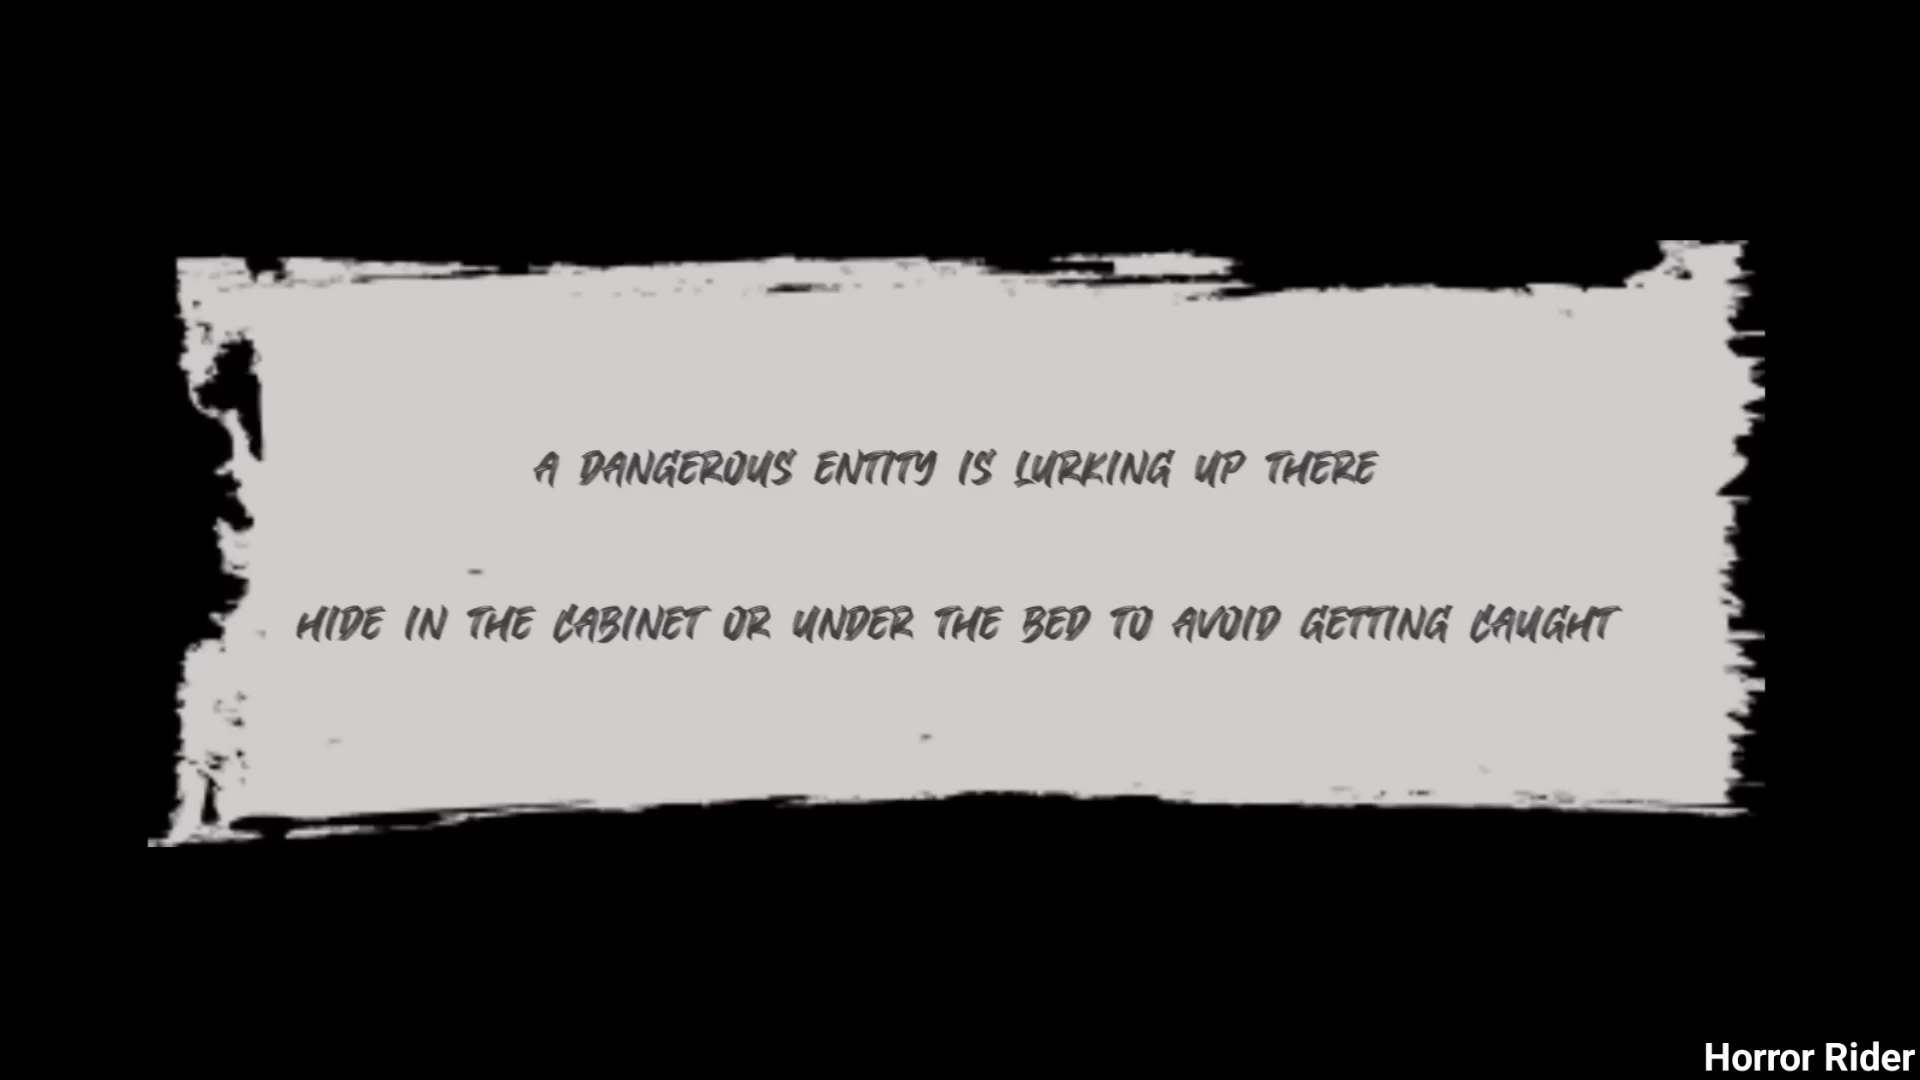 A DANGEROUS ENTITY IS LURKING UP THERE
HIDE IN THE CABINET OR UNDER THE BED TO AVOID GETTING CAUGHT
Horror Rider